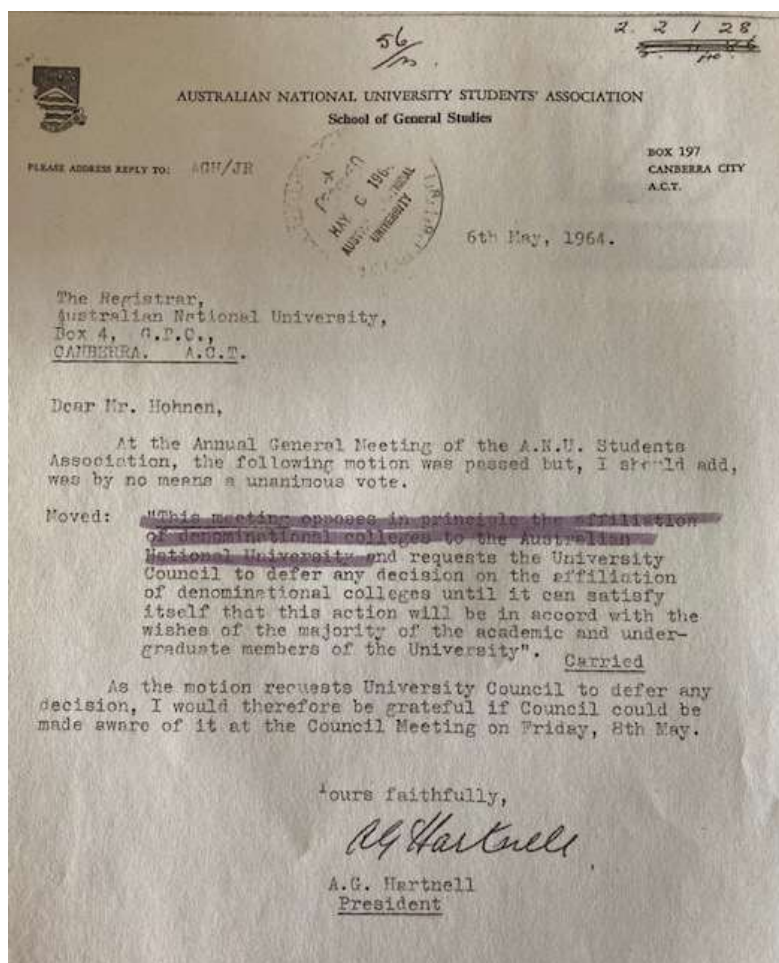 56
2. 2 1 28
AUSTRALIAN NATIONAL UNIVERSITY STUDENTS' ASSOCIATION
School of General Studies
PLEASE ADDRESS REPLY TO: AGH/JR
BOX 197
CANBERRA CITY
A.C.T.
MAY 6 196
UNIVERSITY
6th May, 1964.
The Registrar,
Australian National University,
Box 4, G.P.O.,
CANBERRA. A.C.T.
Dear Mr. Hohnen,
At the Annual General Meeting of the A.N.U. Students
Association, the following motion was passed but, I should add,
was by no means a unanimous vote.
Moved: "This meeting opposes in principle the affiliation
of denominational colleges to the Australian
National University and requests the University
Council to defer any decision on the affiliation
of denominational colleges until it can satisfy
itself that this action will be in accord with the
wishes of the majority of the academic and under-
graduate members of the University".
Carried
As the motion requests University Council to defer any
decision, I would therefore be grateful if Council could be
made aware of it at the Council Meeting on Friday, 8th May.
Yours faithfully,
AG Hartnell
A.G. Hartnell
President